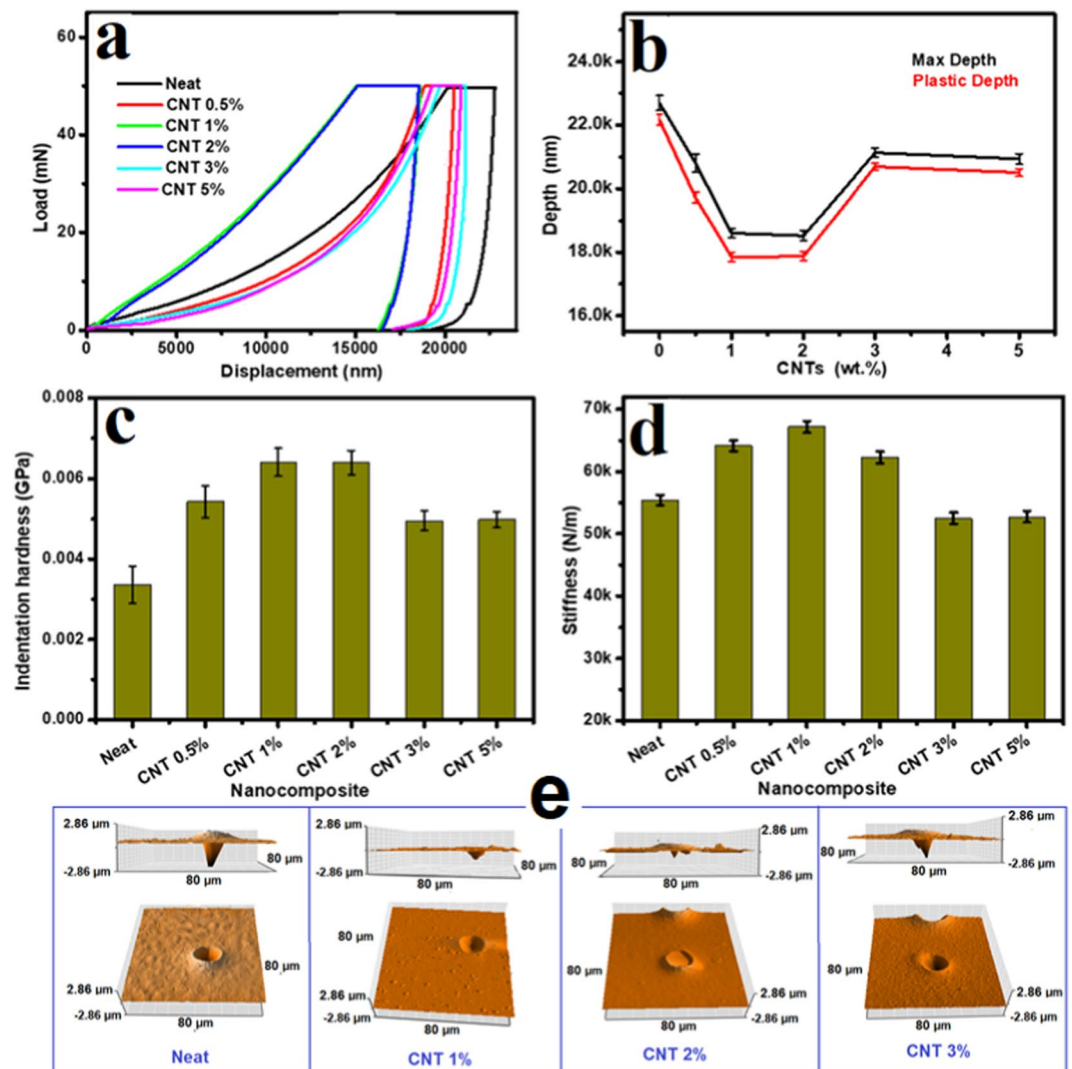 a
60
40
20
0
Load (mN)
Neat
CNT 0.5%
CNT 1%
CNT 2%
CNT 3%
CNT 5%
0 5000 10000 15000 20000
Displacement (nm)
b
24.0k
22.0k
20.0k
18.0k
16.0k
Depth (nm)
Max Depth
Plastic Depth
0 1 2 3 4 5
CNTs (wt.%)
c
0.008
0.006
0.004
0.002
0.000
Indentation hardness (GPa)
Neat CNT 0.5% CNT 1% CNT 2% CNT 3% CNT 5%
Nanocomposite
d
70k
60k
50k
40k
30k
20k
Stiffness (N/m)
Neat CNT 0.5% CNT 1% CNT 2% CNT 3% CNT 5%
Nanocomposite
e
2.86 µm
-2.86 µm
80 µm
80 µm
80 µm
2.86 µm
-2.86 µm
80 µm
Neat
2.86 µm
-2.86 µm
80 µm
80 µm
80 µm
2.86 µm
-2.86 µm
80 µm
CNT 1%
2.86 µm
80 µm
-2.86 µm
80 µm
80 µm
2.86 µm
-2.86 µm
80 µm
CNT 2%
2.86 µm
80 µm
-2.86 µm
80 µm
80 µm
2.86 µm
-2.86 µm
80 µm
CNT 3%